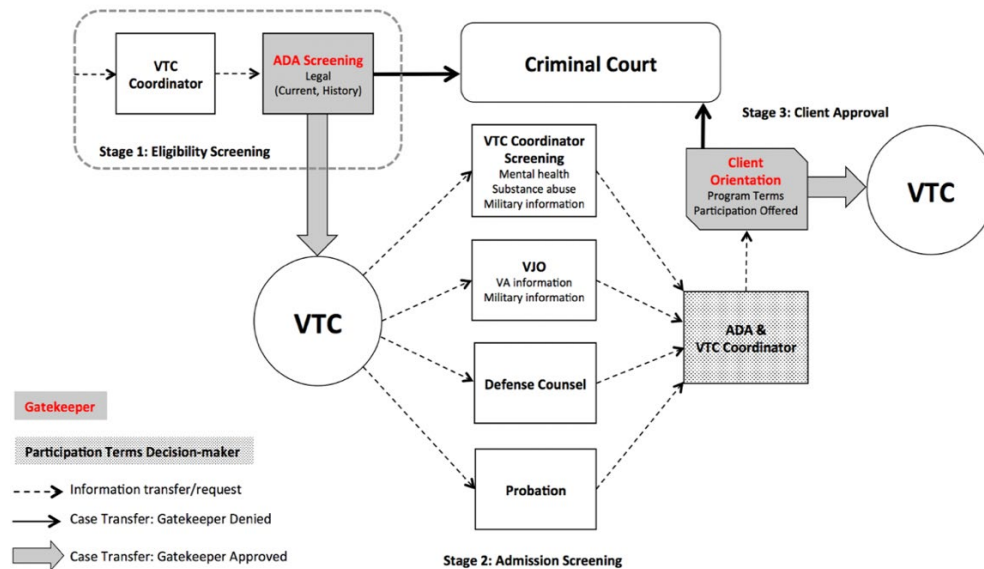 VTC
Coordinator
ADA Screening
Legal
(Current, History)
Stage 1: Eligibility Screening
Criminal Court
Stage 3: Client Approval
VTC Coordinator
Screening
Mental health
Substance abuse
Military information
Client
Orientation
Program Terms
Participation Offered
VTC
VTC
VJO
VA information
Military information
ADA &
VTC Coordinator
Defense Counsel
Probation
Gatekeeper
Participation Terms Decision-maker
Information transfer/request
Case Transfer: Gatekeeper Denied
Case Transfer: Gatekeeper Approved
Stage 2: Admission Screening